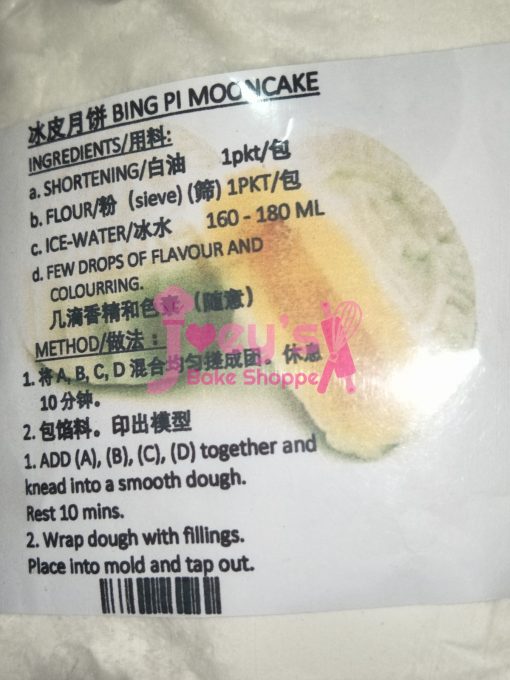 冰皮月饼 BING PI MOONCAKE
INGREDIENTS/用料:
a. SHORTENING/白油 1pkt/包
b. FLOUR/粉 (sieve) (筛) 1PKT/包
c. ICE-WATER/冰水 160 - 180 ML
d. FEW DROPS OF FLAVOUR AND
COLOURRING.
几滴香精和色素 (随意)
METHOD/做法 :
Joey's
Bake Shoppe
1. 将 A, B, C, D 混合均匀搓成团。休息
10 分钟。
2. 包馅料。印出模型
1. ADD (A), (B), (C), (D) together and
knead into a smooth dough.
Rest 10 mins.
2. Wrap dough with fillings.
Place into mold and tap out.